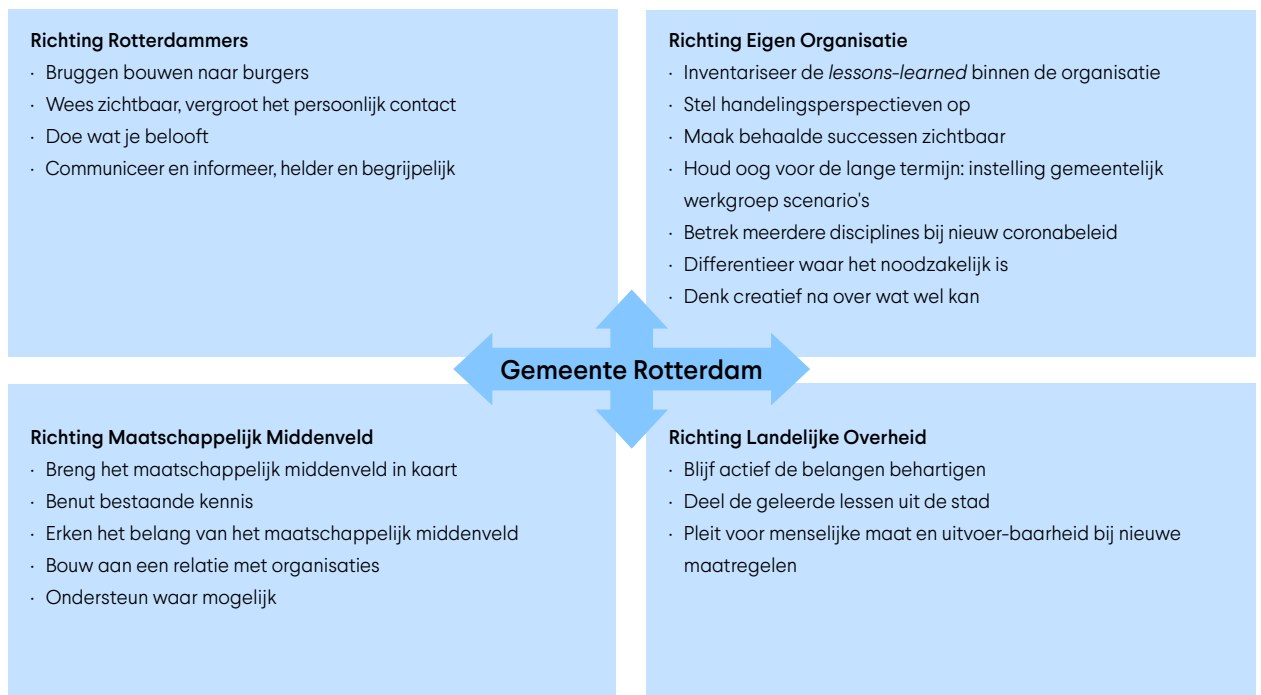 Richting Rotterdammers
· Bruggen bouwen naar burgers
· Wees zichtbaar, vergroot het persoonlijk contact
· Doe wat je belooft
· Communiceer en informeer, helder en begrijpelijk
Richting Eigen Organisatie
· Inventariseer de lessons-learned binnen de organisatie
· Stel handelingsperspectieven op
· Maak behaalde successen zichtbaar
· Houd oog voor de lange termijn: instelling gemeentelijk
werkgroep scenario's
· Betrek meerdere disciplines bij nieuw coronabeleid
· Differentieer waar het noodzakelijk is
· Denk creatief na over wat wel kan
Gemeente Rotterdam
Richting Maatschappelijk Middenveld
· Breng het maatschappelijk middenveld in kaart
· Benut bestaande kennis
· Erken het belang van het maatschappelijk middenveld
· Bouw aan een relatie met organisaties
· Ondersteun waar mogelijk
Richting Landelijke Overheid
· Blijf actief de belangen behartigen
· Deel de geleerde lessen uit de stad
· Pleit voor menselijke maat en uitvoer-baarheid bij nieuwe
maatregelen